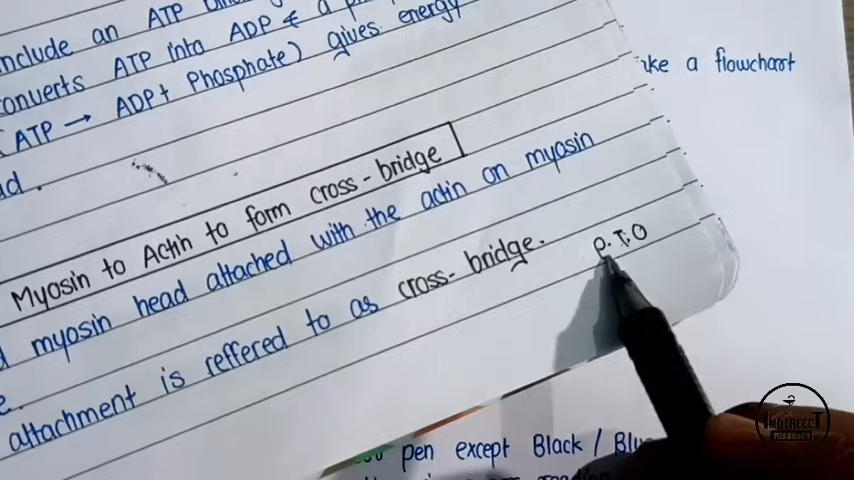 include an ATP
converts ATP into ADP & a
ATP → ADP + Phosphate) gives energy
ke a flowchart
Myosin to Actin to form cross-bridge
myosin head attached with the actin on myosin
attachment is reffered to as cross-bridge.
P.T.O
pen except Black / Blu
IMPERFECT
PHARMACY